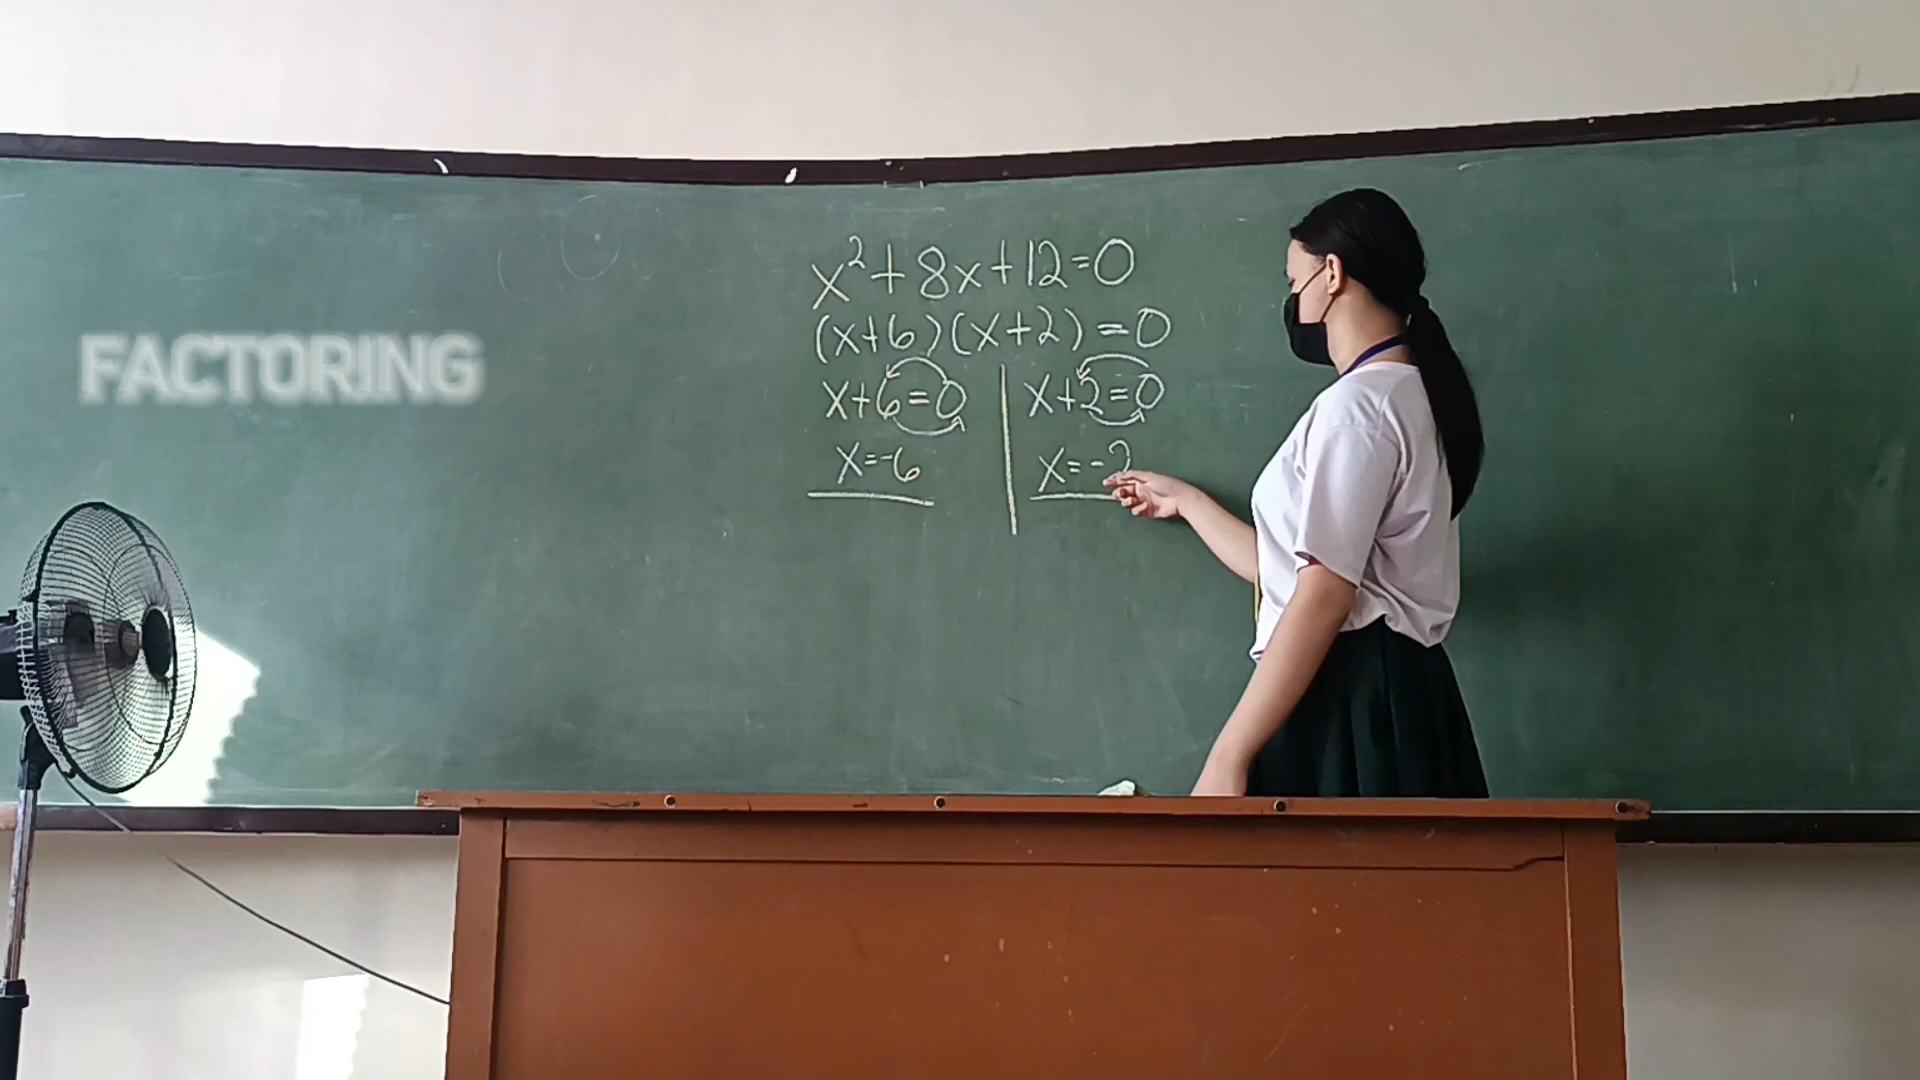 FACTORING
x²+8x+12=0
(x+6)(x+2)=0
x+6=0 x+2=0
x=-6 x=-2